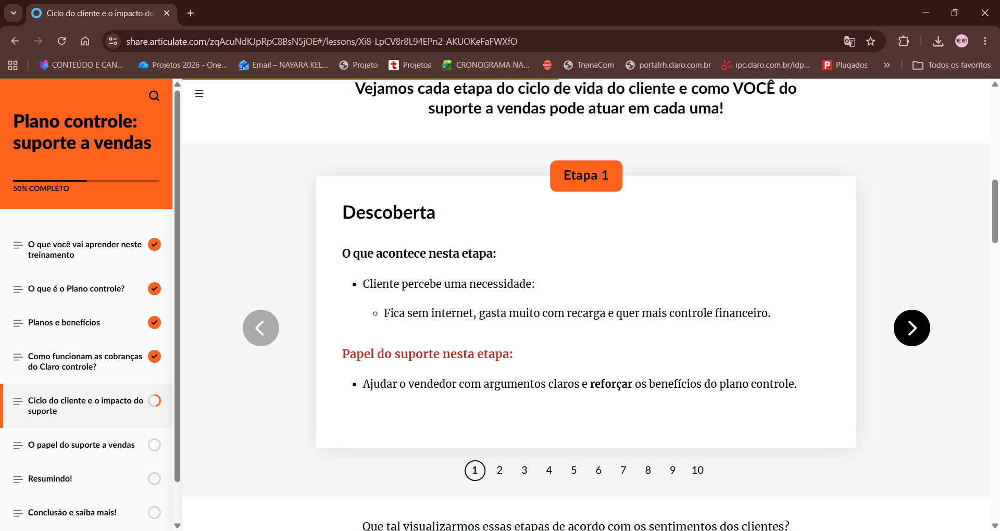 Ciclo do cliente e o impacto do
share.articulate.com/zqAcuNdKJpRpC8BsN5jOE#/lessons/Xi8-LpCV8r8L94EPn2-AKUOKeFaFWXfO
CONTEÚDO E CAN...
Projetos 2026 - One...
Email – NAYARA KEL...
Projeto
Projetos
CRONOGRAMA NA...
TreinaCom
portalrh.claro.com.br
ipc.claro.com.br/idp...
Plugados
Todos os favoritos
Plano controle:
suporte a vendas
50% COMPLETO
O que você vai aprender neste
treinamento
O que é o Plano controle?
Planos e benefícios
Como funcionam as cobranças
do Claro controle?
Ciclo do cliente e o impacto do
suporte
O papel do suporte a vendas
Resumindo!
Conclusão e saiba mais!
Vejamos cada etapa do ciclo de vida do cliente e como VOCÊ do
suporte a vendas pode atuar em cada uma!
Etapa 1
Descoberta
O que acontece nesta etapa:
Cliente percebe uma necessidade:
Fica sem internet, gasta muito com recarga e quer mais controle financeiro.
Papel do suporte nesta etapa:
Ajudar o vendedor com argumentos claros e reforçar os benefícios do plano controle.
1 2 3 4 5 6 7 8 9 10
Que tal visualizarmos essas etapas de acordo com os sentimentos dos clientes?